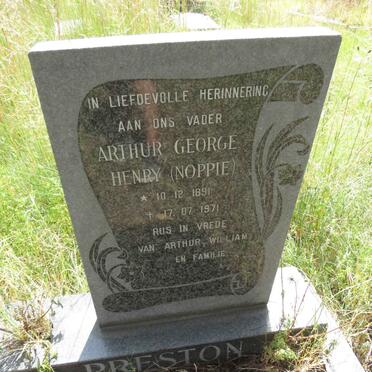 IN LIEFDEVOLLE HERINNERING
AAN ONS VADER
ARTHUR GEORGE
HENRY (NOPPIE)
* 10.12.1891
† 17.07.1971
RUS IN VREDE
VAN ARTHUR, WILLIAM
EN FAMILIE
PRESTON